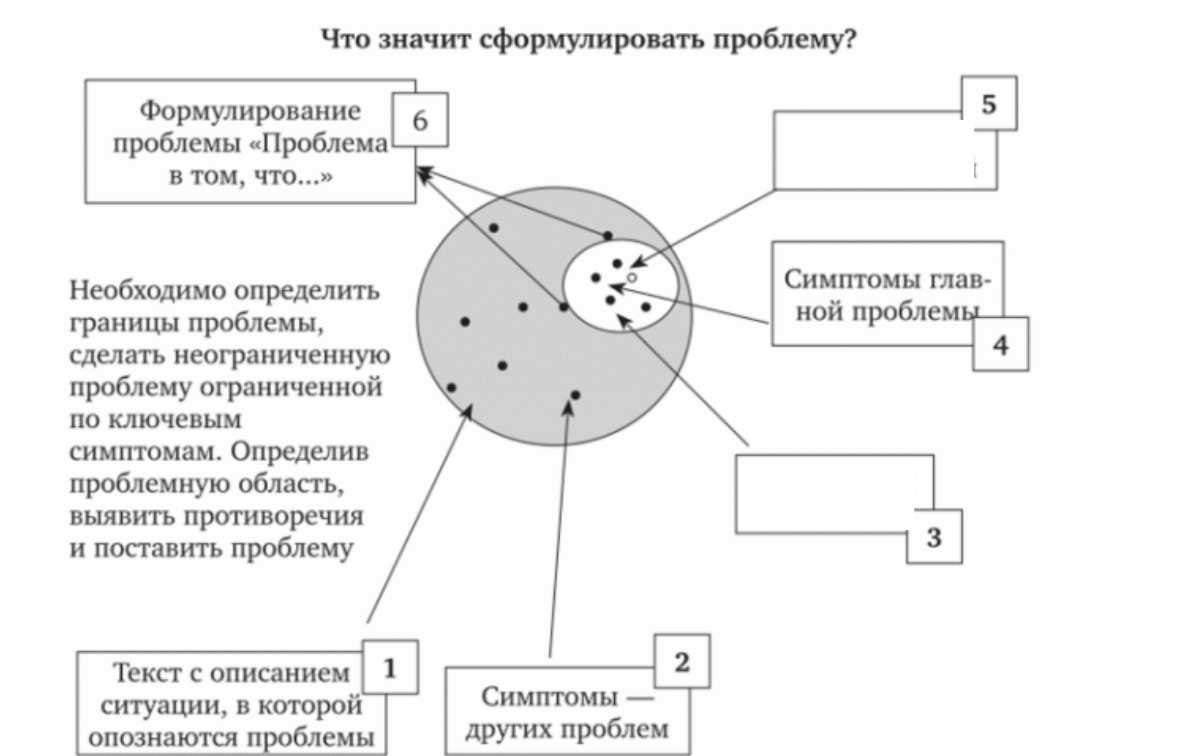 Что значит сформулировать проблему?
Формулирование
проблемы «Проблема
в том, что...»
6
5
Симптомы глав-
ной проблемы
4
Необходимо определить
границы проблемы,
сделать неограниченную
проблему ограниченной
по ключевым
симптомам. Определив
проблемную область,
выявить противоречия
и поставить проблему
3
Текст с описанием
ситуации, в которой
опознаются проблемы
1
Симптомы —
других проблем
2